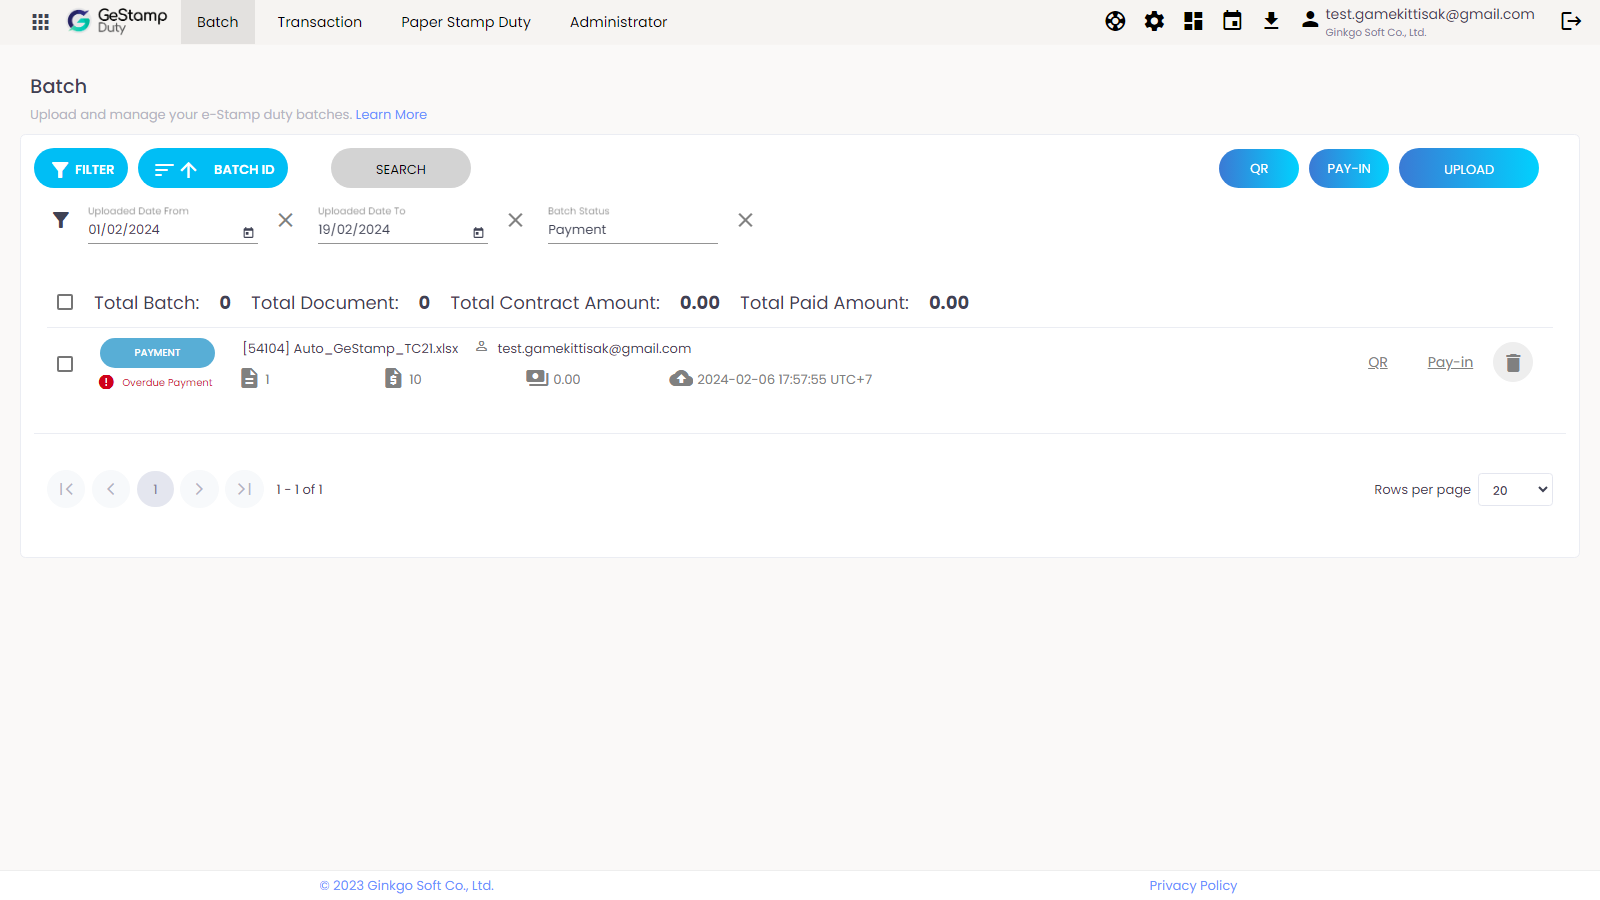 GeStamp
Duty
Batch
Transaction
Paper Stamp Duty
Administrator
test.gamekittisak@gmail.com
Ginkgo Soft Co., Ltd.
Batch
Upload and manage your e-Stamp duty batches. Learn More
FILTER
BATCH ID
SEARCH
QR
PAY-IN
UPLOAD
Uploaded Date From
01/02/2024
Uploaded Date To
19/02/2024
Batch Status
Payment
Total Batch: 0 Total Document: 0 Total Contract Amount: 0.00 Total Paid Amount: 0.00
PAYMENT
Overdue Payment
[54104] Auto_GeStamp_TC21.xlsx test.gamekittisak@gmail.com
1 10 0.00 2024-02-06 17:57:55 UTC+7
QR
Pay-in
1
1 - 1 of 1
Rows per page 20
© 2023 Ginkgo Soft Co., Ltd.
Privacy Policy